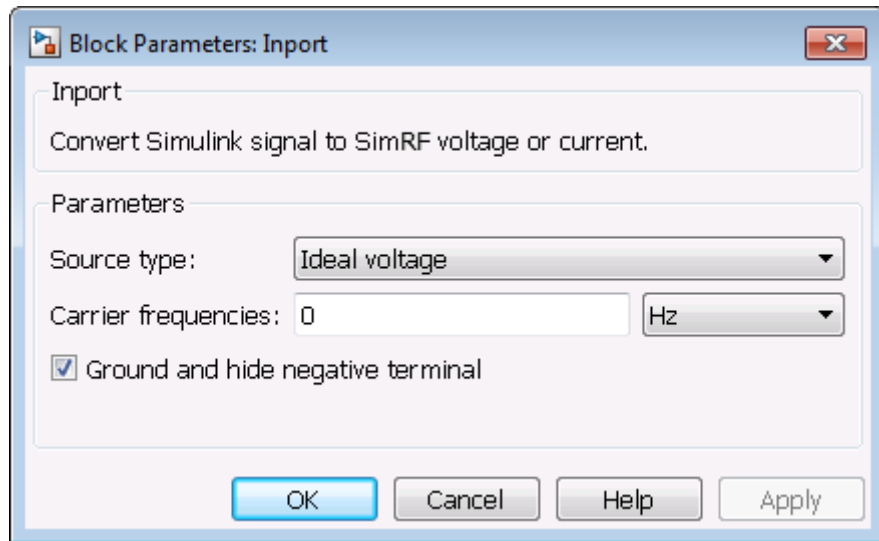 Block Parameters: Inport
Inport
Convert Simulink signal to SimRF voltage or current.
Parameters
Source type: Ideal voltage
Carrier frequencies: 0 Hz
Ground and hide negative terminal
OK Cancel Help Apply